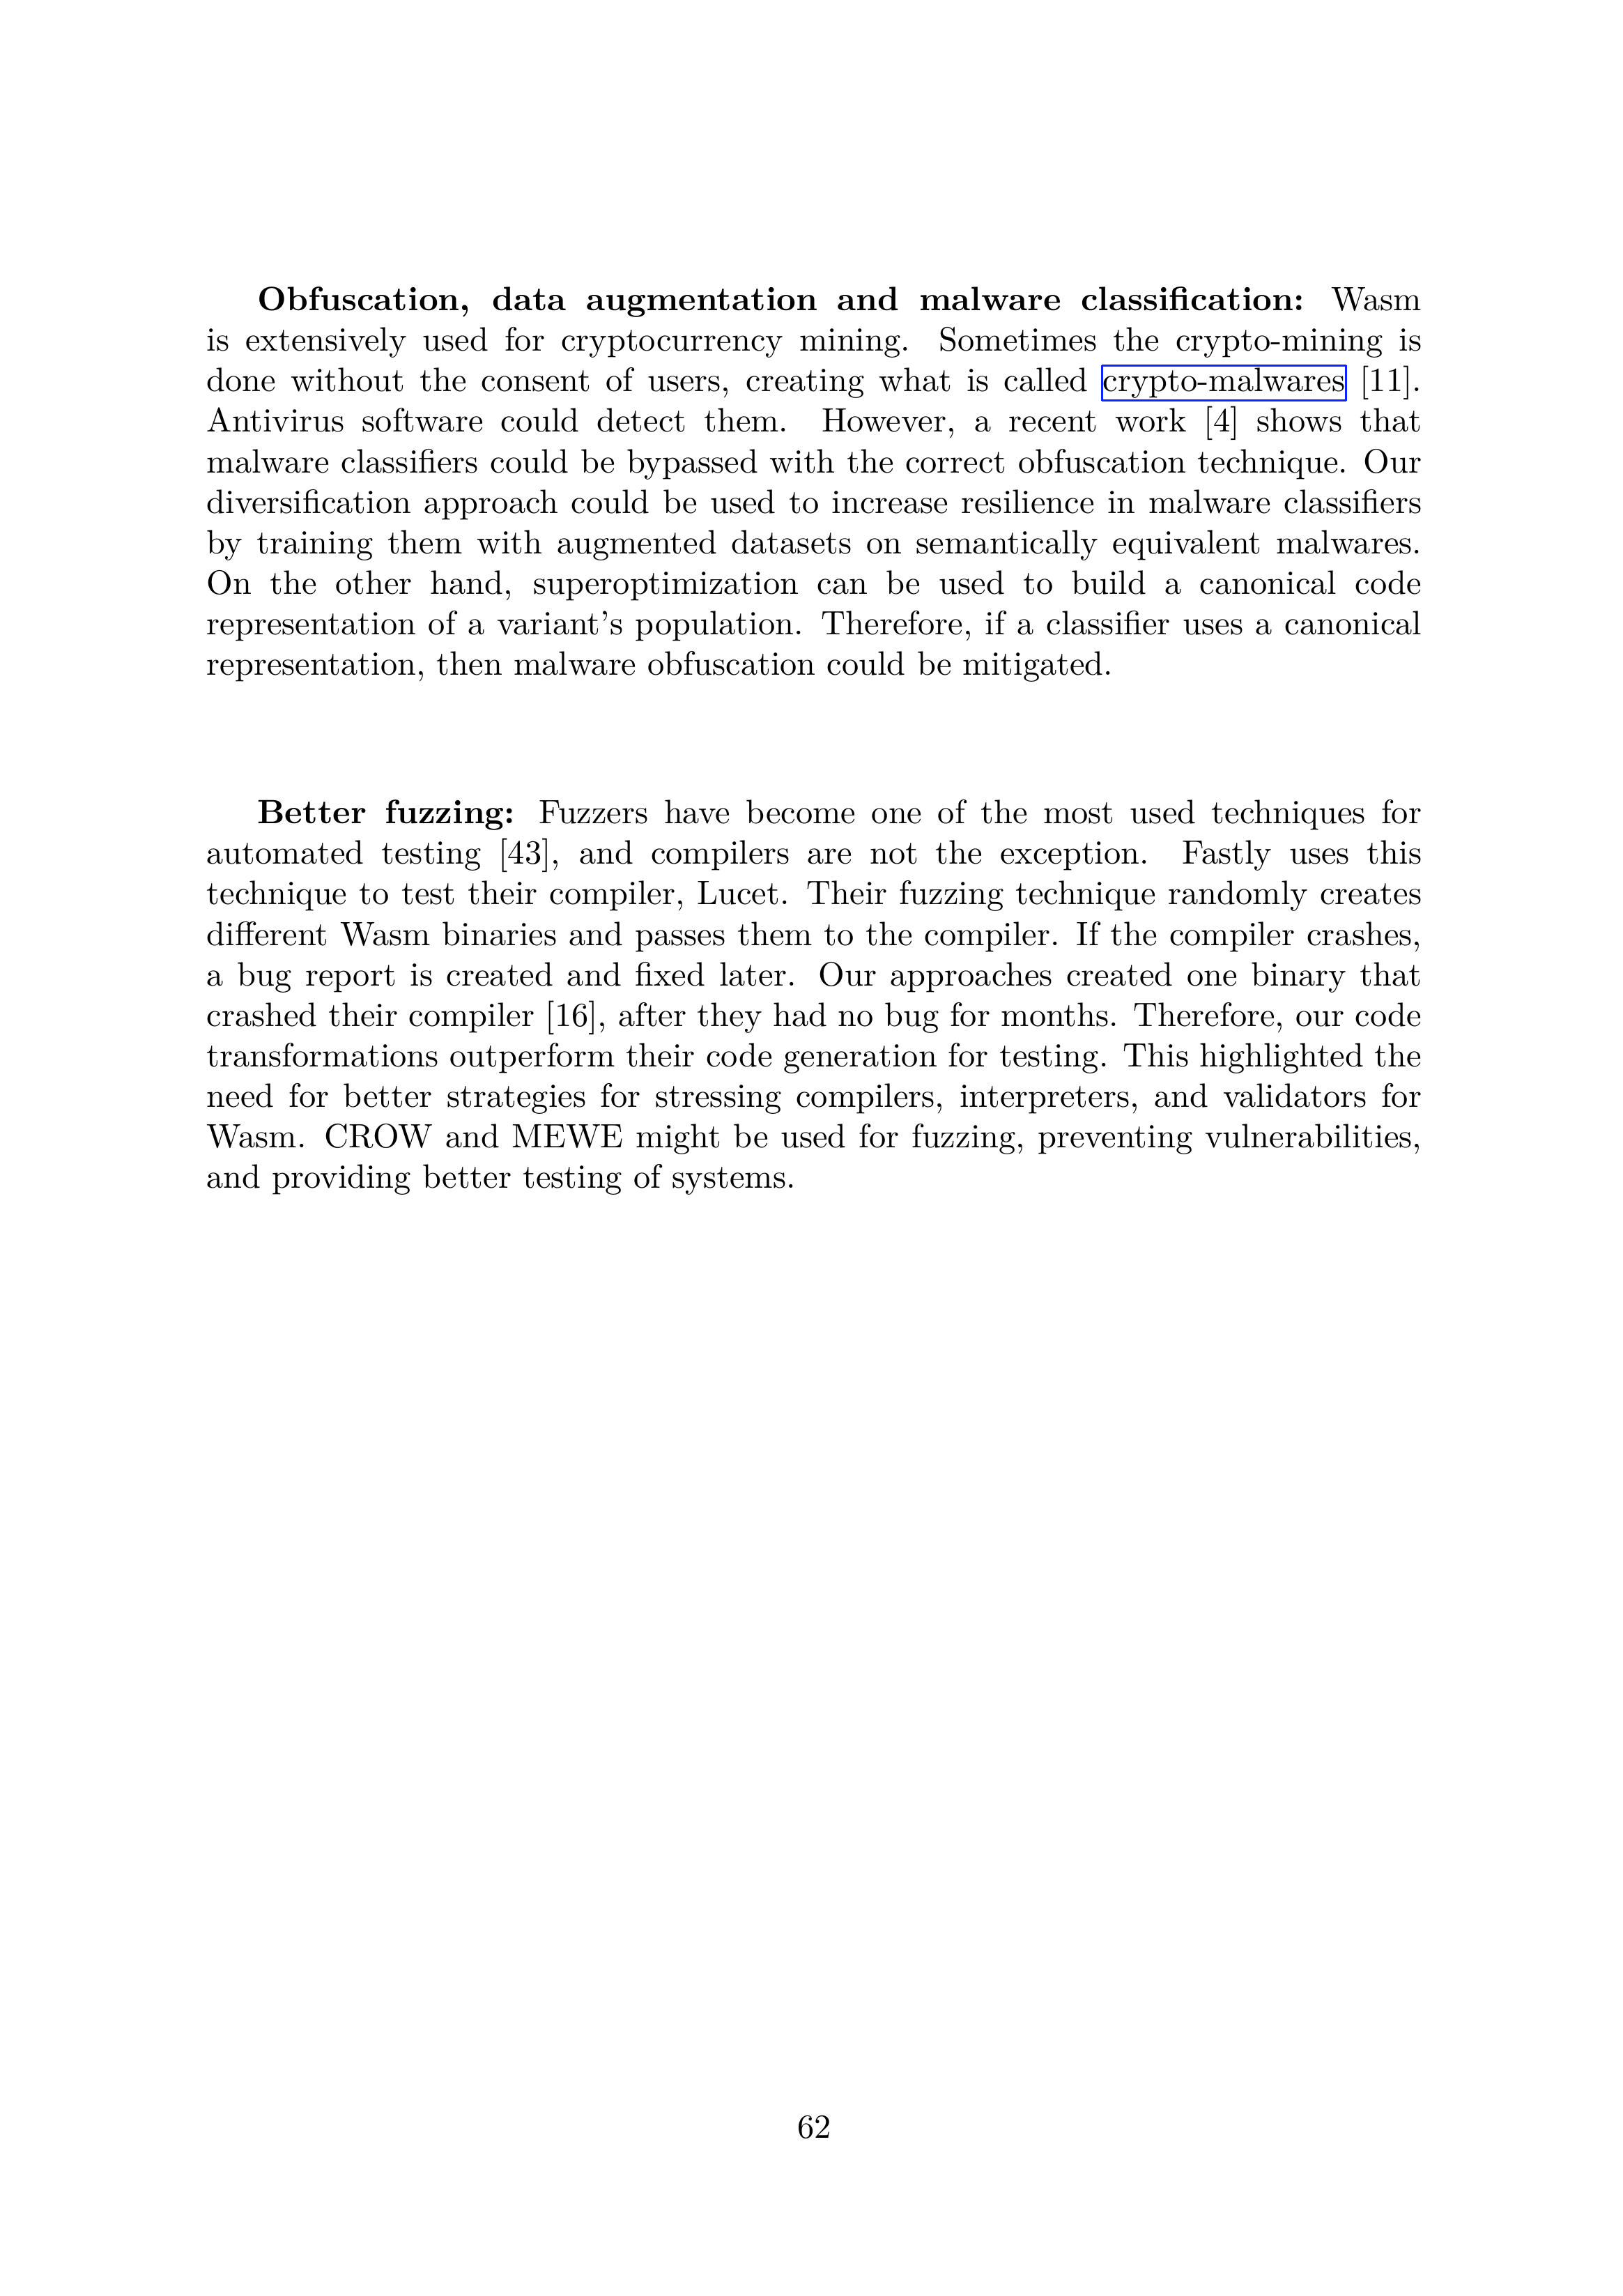 Obfuscation, data augmentation and malware classification: Wasm
is extensively used for cryptocurrency mining. Sometimes the crypto-mining is
done without the consent of users, creating what is called crypto-malwares [11].
Antivirus software could detect them. However, a recent work [4] shows that
malware classifiers could be bypassed with the correct obfuscation technique. Our
diversification approach could be used to increase resilience in malware classifiers
by training them with augmented datasets on semantically equivalent malwares.
On the other hand, superoptimization can be used to build a canonical code
representation of a variant's population. Therefore, if a classifier uses a canonical
representation, then malware obfuscation could be mitigated.
Better fuzzing: Fuzzers have become one of the most used techniques for
automated testing [43], and compilers are not the exception. Fastly uses this
technique to test their compiler, Lucet. Their fuzzing technique randomly creates
different Wasm binaries and passes them to the compiler. If the compiler crashes,
a bug report is created and fixed later. Our approaches created one binary that
crashed their compiler [16], after they had no bug for months. Therefore, our code
transformations outperform their code generation for testing. This highlighted the
need for better strategies for stressing compilers, interpreters, and validators for
Wasm. CROW and MEWE might be used for fuzzing, preventing vulnerabilities,
and providing better testing of systems.
62